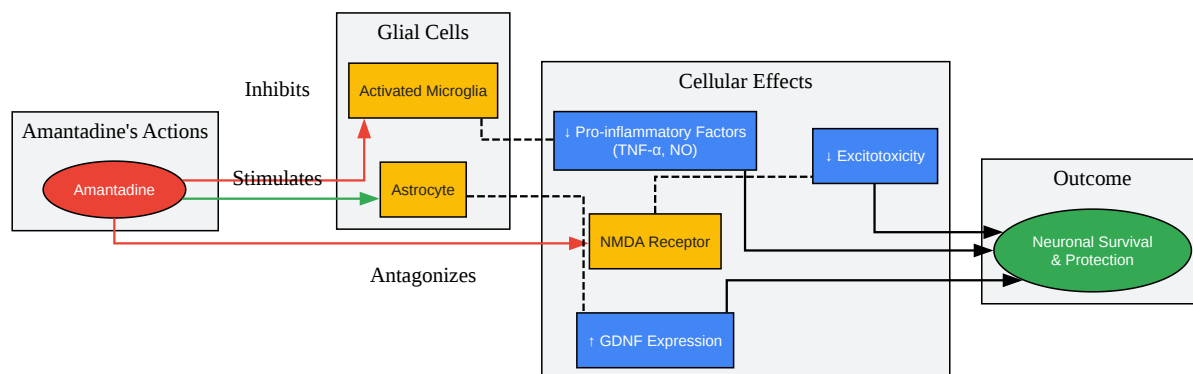 Amantadine's Actions
Amantadine
Inhibits
Stimulates
Antagonizes
Glial Cells
Activated Microglia
Astrocyte
Cellular Effects
↓ Pro-inflammatory Factors
(TNF-α, NO)
↓ Excitotoxicity
NMDA Receptor
↑ GDNF Expression
Outcome
Neuronal Survival
& Protection